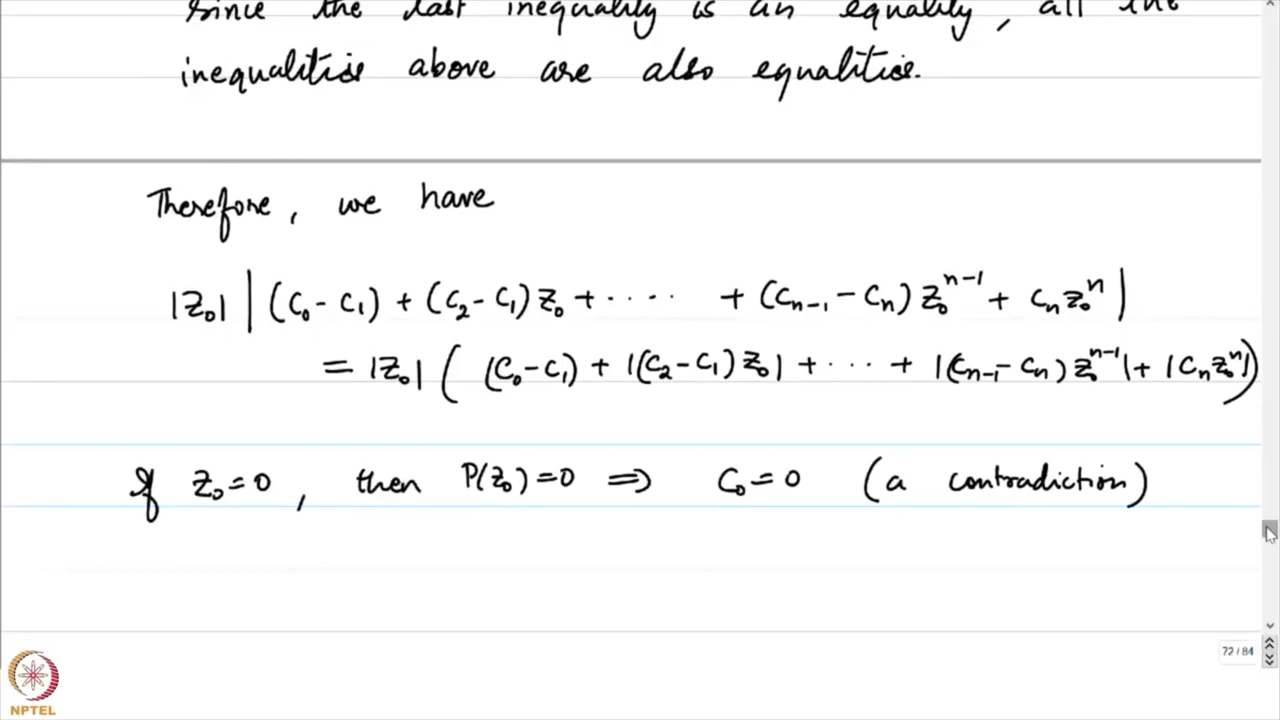 since the last inequality is an equality, all the
inequalities above are also equalities.
Therefore, we have
|Z₀| |(C₀ - C₁) + (C₂ - C₁) Z₀ + ⋯⋯ + (Cₙ₋₁ - Cₙ) Z₀ⁿ⁻¹ + Cₙ Z₀ⁿ|
= |Z₀| ( (C₀ - C₁) + |(C₂ - C₁) Z₀| + ⋯ + |(Cₙ₋₁ - Cₙ) Z₀ⁿ⁻¹| + |Cₙ Z₀ⁿ| )
If Z₀ = 0, then P(Z₀) = 0 ⟹ C₀ = 0 (a contradiction)
72 / 84
NPTEL